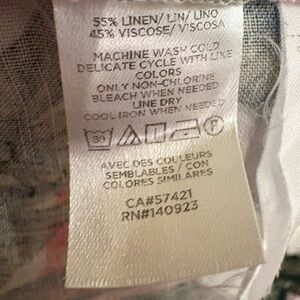 55% LINEN/ LIN/ LINO
45% VISCOSE/ VISCOSA
MACHINE WASH COLD
DELICATE CYCLE WITH LIKE
COLORS
ONLY NON-CHLORINE
BLEACH WHEN NEEDED
LINE DRY
COOL IRON WHEN NEEDED
30 P
AVEC DES COULEURS
SEMBLABLES / CON
COLORES SIMILARES
CA#57421
RN#140923